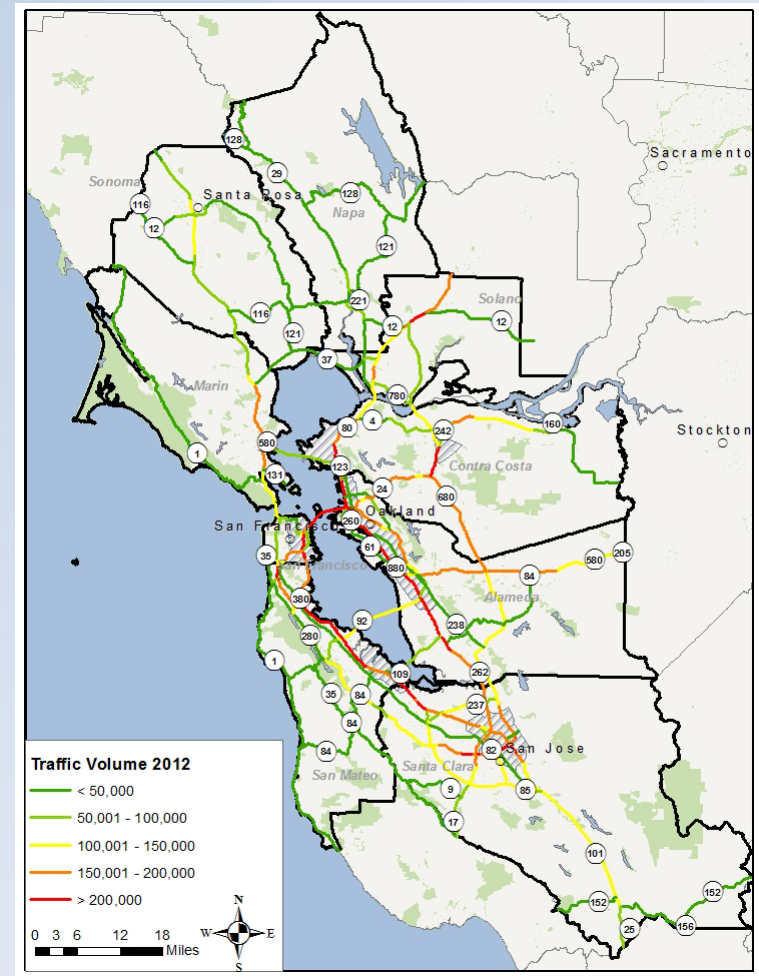 Sacramento
128
Sonoma
29
116
Santa Rosa
128
Napa
12
121
221
Solano
116
12
12
121
37
Marin
780
4
80
242
160
Stockton
580
123
Contra Costa
1
131
24
680
260
Oakland
San Francisco
61
35
San Francisco
880
580
205
84
380
Alameda
92
238
280
1
109
262
35
84
237
84
82
San Jose
84
San Mateo
Santa Clara
9
85
17
101
152
152
25
156
Traffic Volume 2012
< 50,000
50,001 - 100,000
100,001 - 150,000
150,001 - 200,000
> 200,000
N
W E
S
0 3 6 12 18
Miles